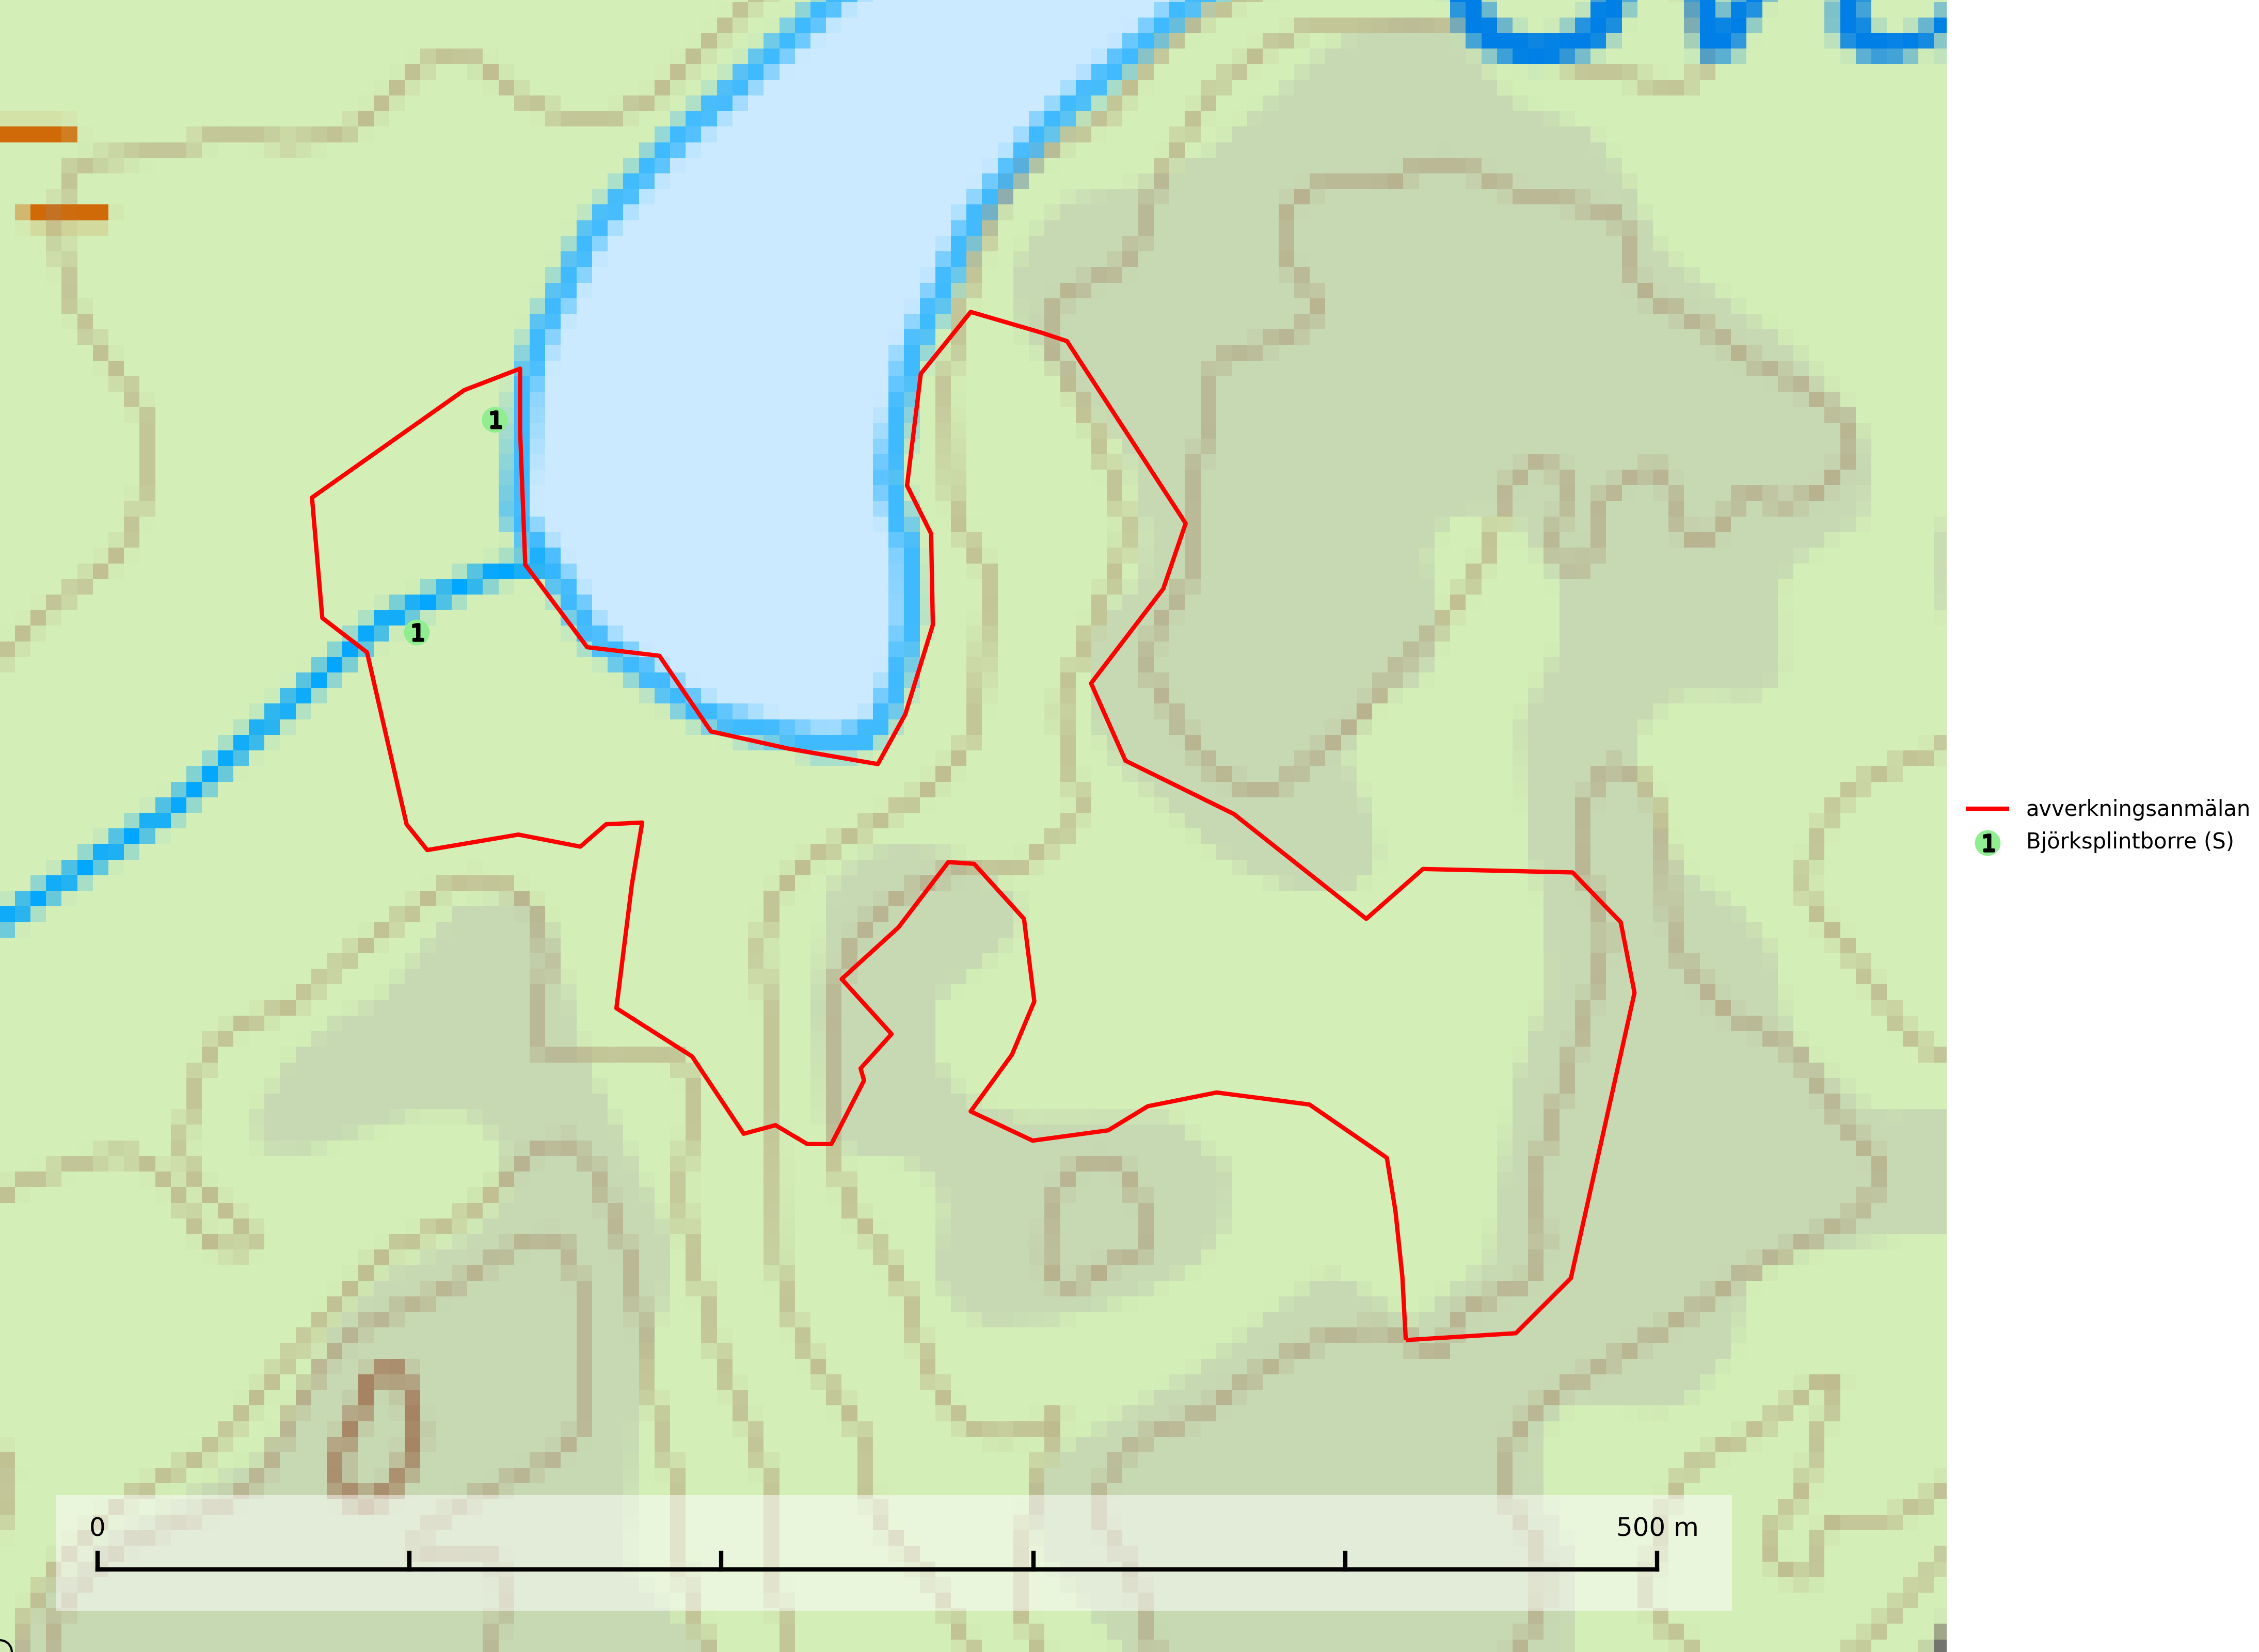 1
1
avverkningsanmälan
1 Björksplintborre (S)
0 500 m